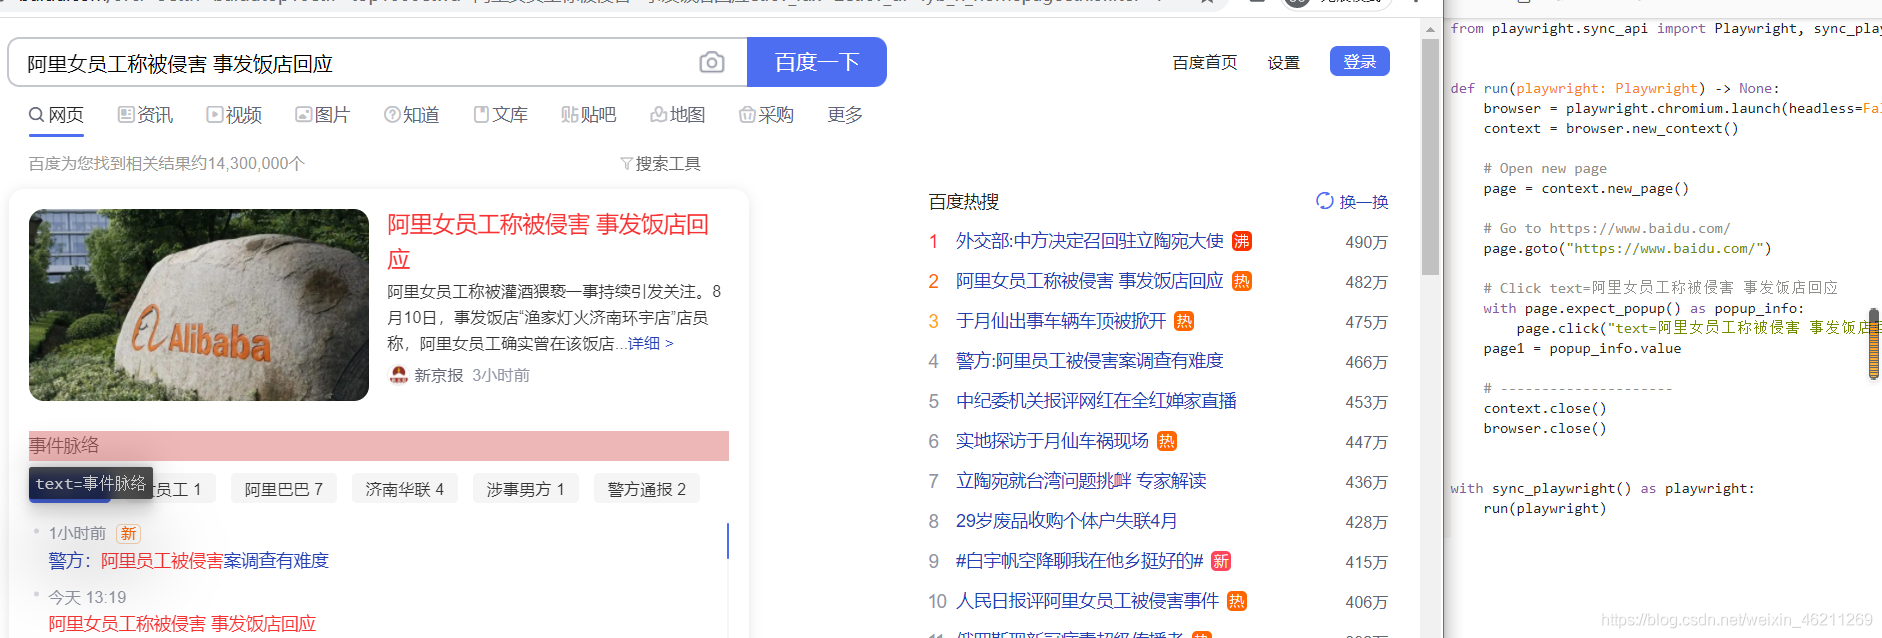 阿里女员工称被侵害 事发饭店回应
百度一下
百度首页 设置 登录
网页 资讯 视频 图片 知道 文库 贴吧 地图 采购 更多
百度为您找到相关结果约14,300,000个
搜索工具
阿里女员工称被侵害 事发饭店回
应
阿里女员工称被灌酒猥亵一事持续引发关注。8
月10日，事发饭店“渔家灯火济南环宇店”店员
称，阿里女员工确实曾在该饭店...详细 >
新京报 3小时前
Alibaba
事件脉络
text=事件脉络
员工 1 阿里巴巴 7 济南华联 4 涉事男方 1 警方通报 2
1小时前 新
警方：阿里员工被侵害案调查有难度
今天 13:19
阿里女员工称被侵害 事发饭店回应
百度热搜 换一换
1 外交部:中方决定召回驻立陶宛大使 沸 490万
2 阿里女员工称被侵害 事发饭店回应 热 482万
3 于月仙出事车辆车顶被掀开 热 475万
4 警方:阿里员工被侵害案调查有难度 466万
5 中纪委机关报评网红在全红婵家直播 453万
6 实地探访于月仙车祸现场 热 447万
7 立陶宛就台湾问题挑衅 专家解读 436万
8 29岁废品收购个体户失联4月 428万
9 #白宇帆空降聊我在他乡挺好的# 新 415万
10 人民日报评阿里女员工被侵害事件 热 406万
from playwright.sync_api import Playwright, sync_play
def run(playwright: Playwright) -> None:
browser = playwright.chromium.launch(headless=Fal
context = browser.new_context()
# Open new page
page = context.new_page()
# Go to https://www.baidu.com/
page.goto("https://www.baidu.com/")
# Click text=阿里女员工称被侵害 事发饭店回应
with page.expect_popup() as popup_info:
page.click("text=阿里女员工称被侵害 事发饭店
page1 = popup_info.value
# ---------------------
context.close()
browser.close()
with sync_playwright() as playwright:
run(playwright)
https://blog.csdn.net/weixin_46211269